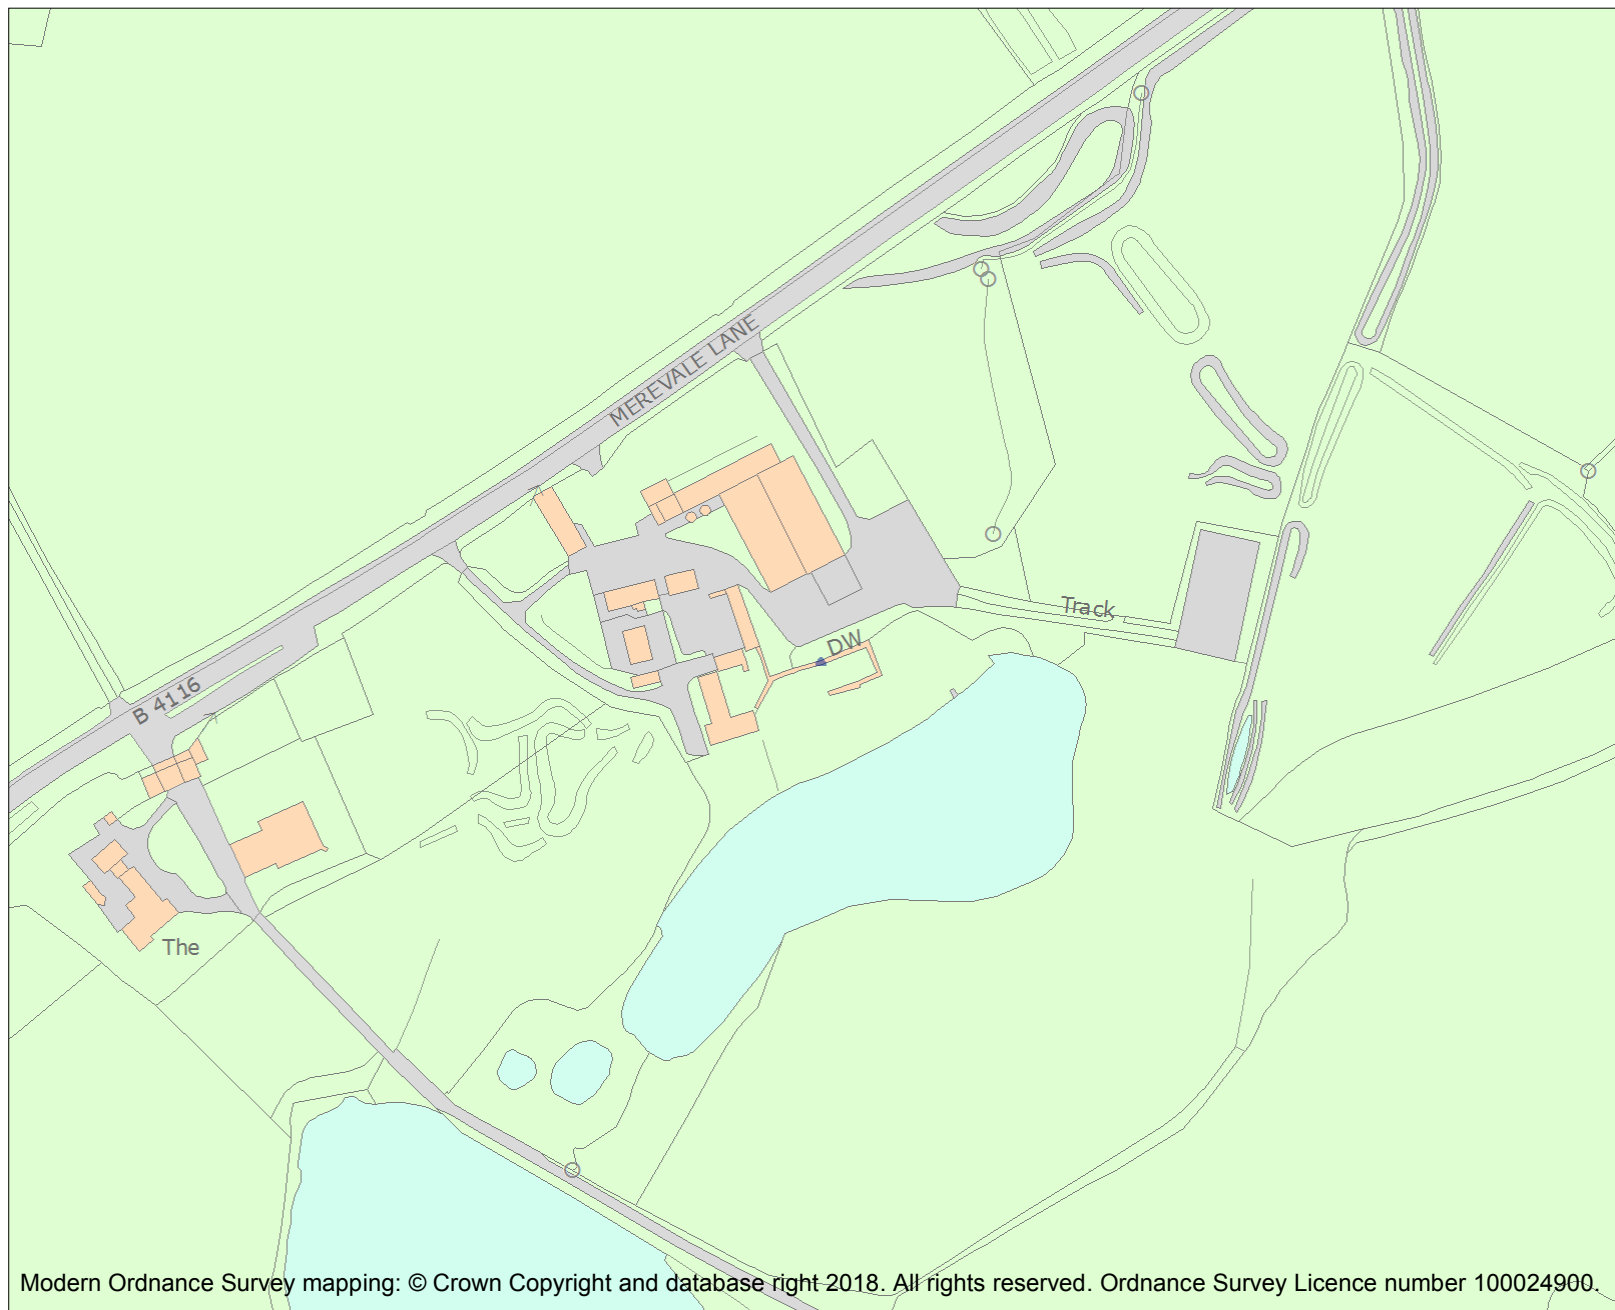 MEREVALE LANE
Track
DW
B 4116
The
Modern Ordnance Survey mapping: © Crown Copyright and database right 2018. All rights reserved. Ordnance Survey Licence number 100024900.